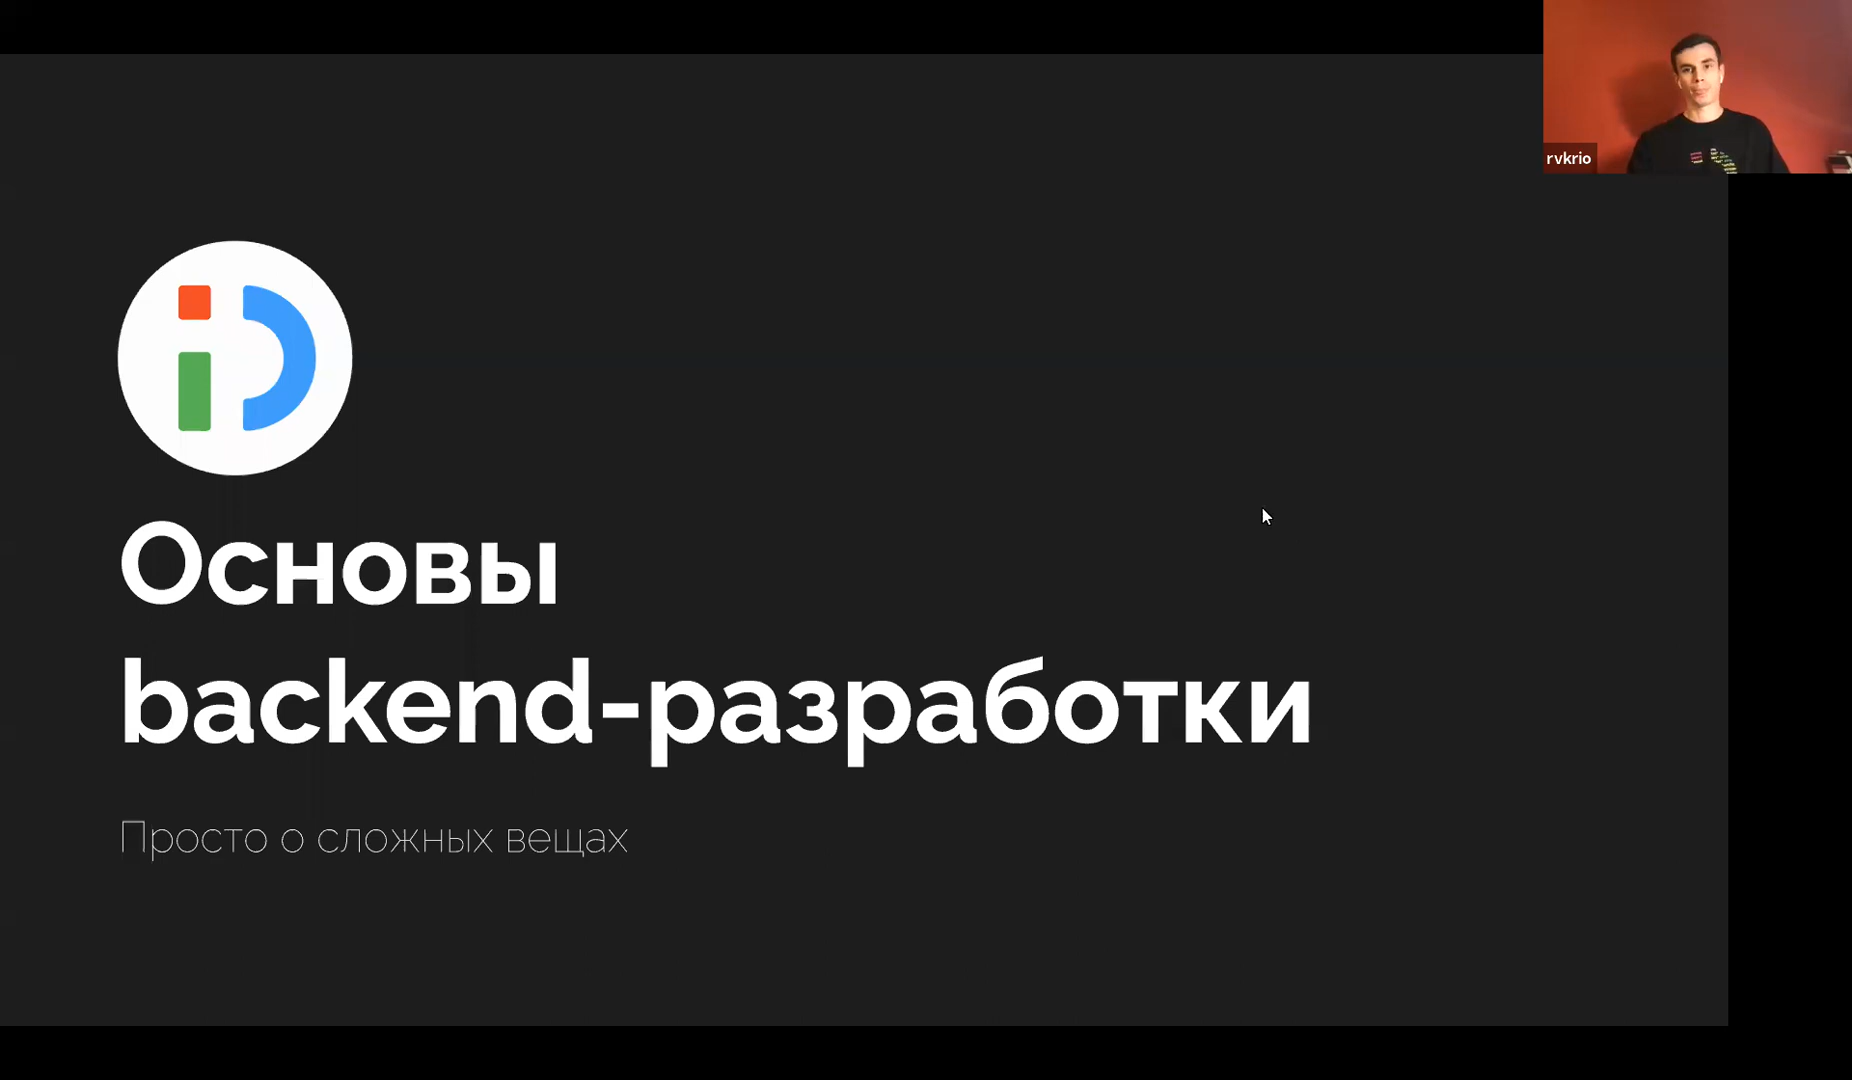 rvkrio
Основы
backend-разработки
Просто о сложных вещах